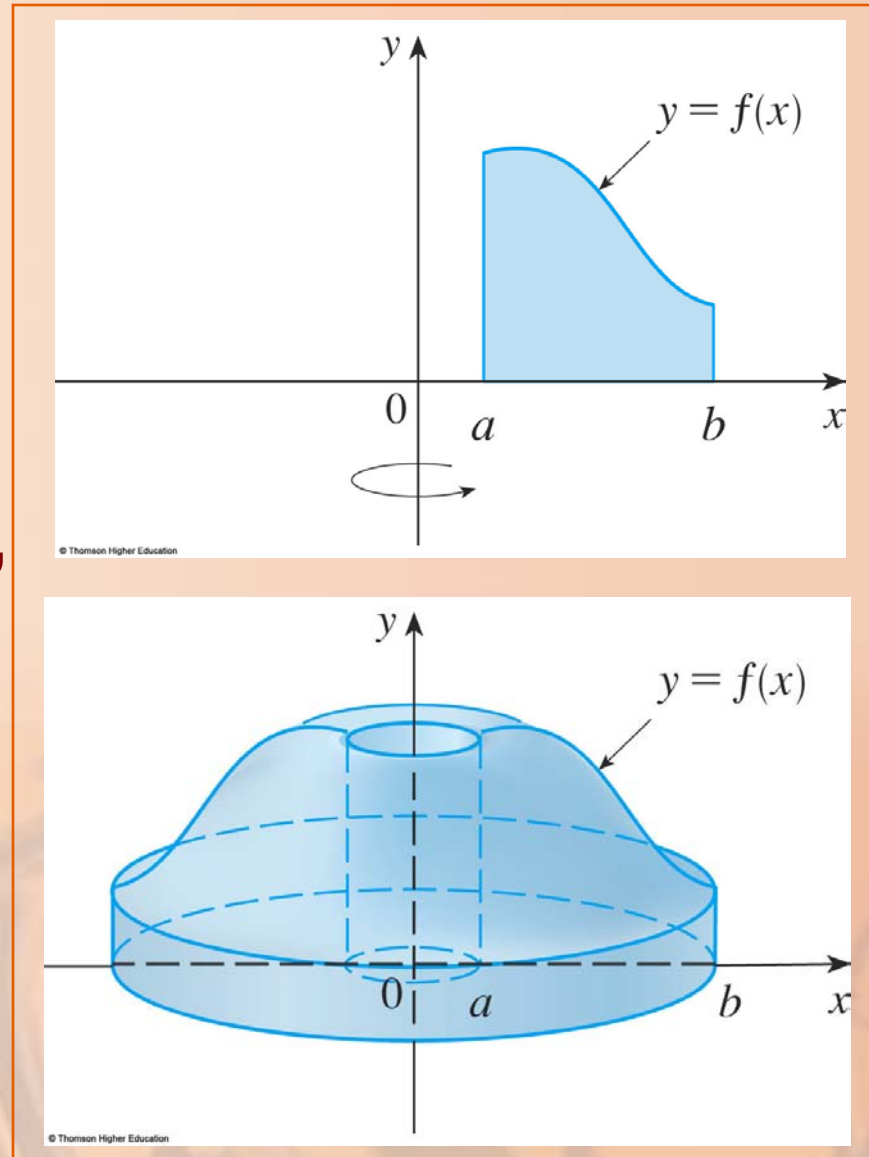 y
y = f(x)
0
a
b
x
© Thomson Higher Education
y
y = f(x)
0
a
b
x
© Thomson Higher Education